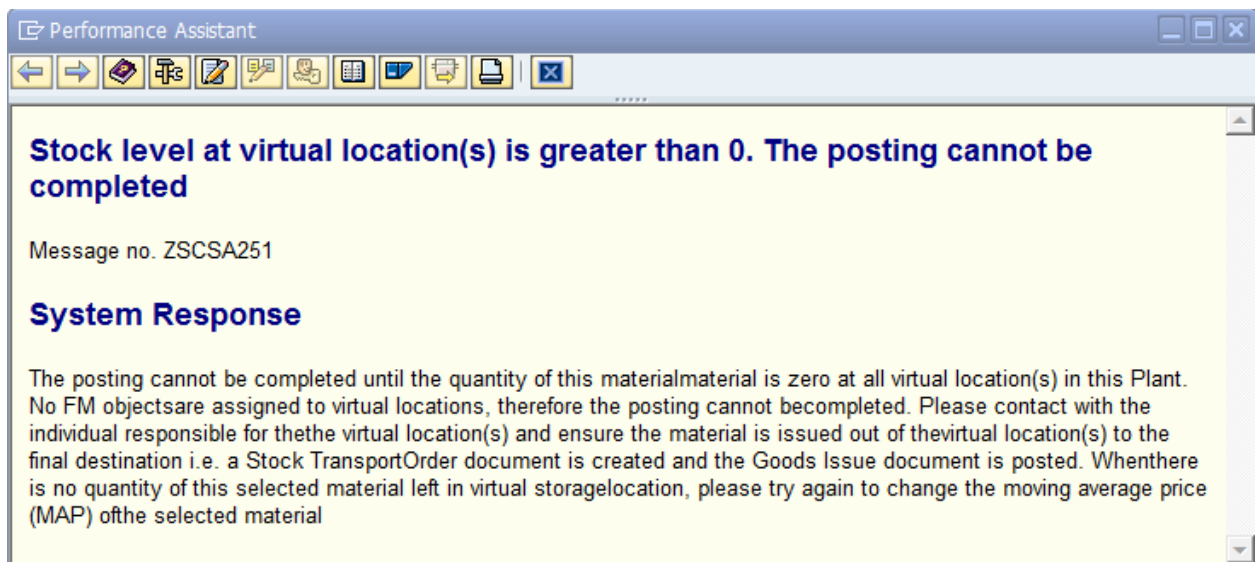 Performance Assistant
Stock level at virtual location(s) is greater than 0. The posting cannot be
completed
Message no. ZSCSA251
System Response
The posting cannot be completed until the quantity of this materialmaterial is zero at all virtual location(s) in this Plant.
No FM objectsare assigned to virtual locations, therefore the posting cannot becompleted. Please contact with the
individual responsible for thethe virtual location(s) and ensure the material is issued out of thevirtual location(s) to the
final destination i.e. a Stock TransportOrder document is created and the Goods Issue document is posted. Whenthere
is no quantity of this selected material left in virtual storagelocation, please try again to change the moving average price
(MAP) ofthe selected material